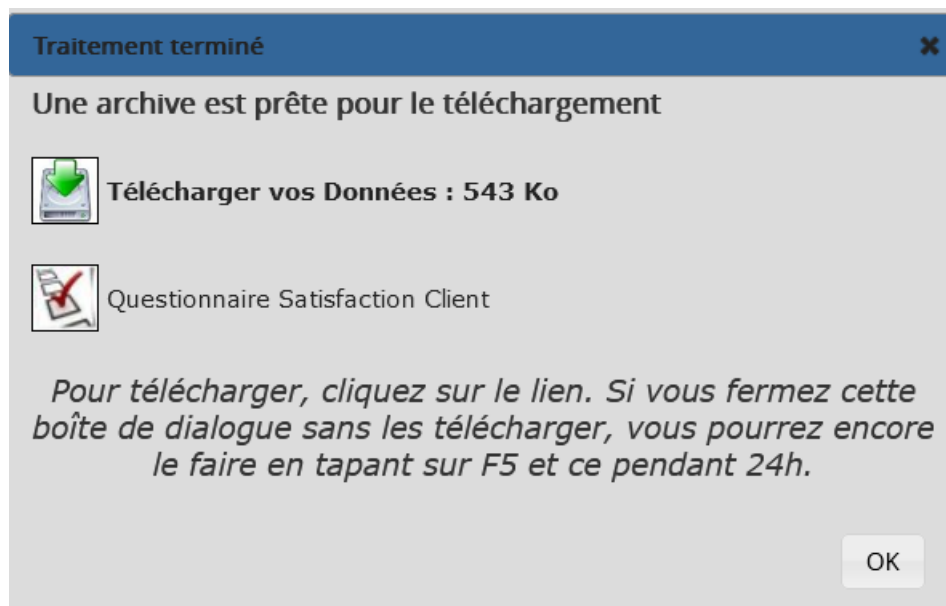 Traitement terminé
Une archive est prête pour le téléchargement
Télécharger vos Données : 543 Ko
Questionnaire Satisfaction Client
Pour télécharger, cliquez sur le lien. Si vous fermez cette
boîte de dialogue sans les télécharger, vous pourrez encore
le faire en tapant sur F5 et ce pendant 24h.
OK